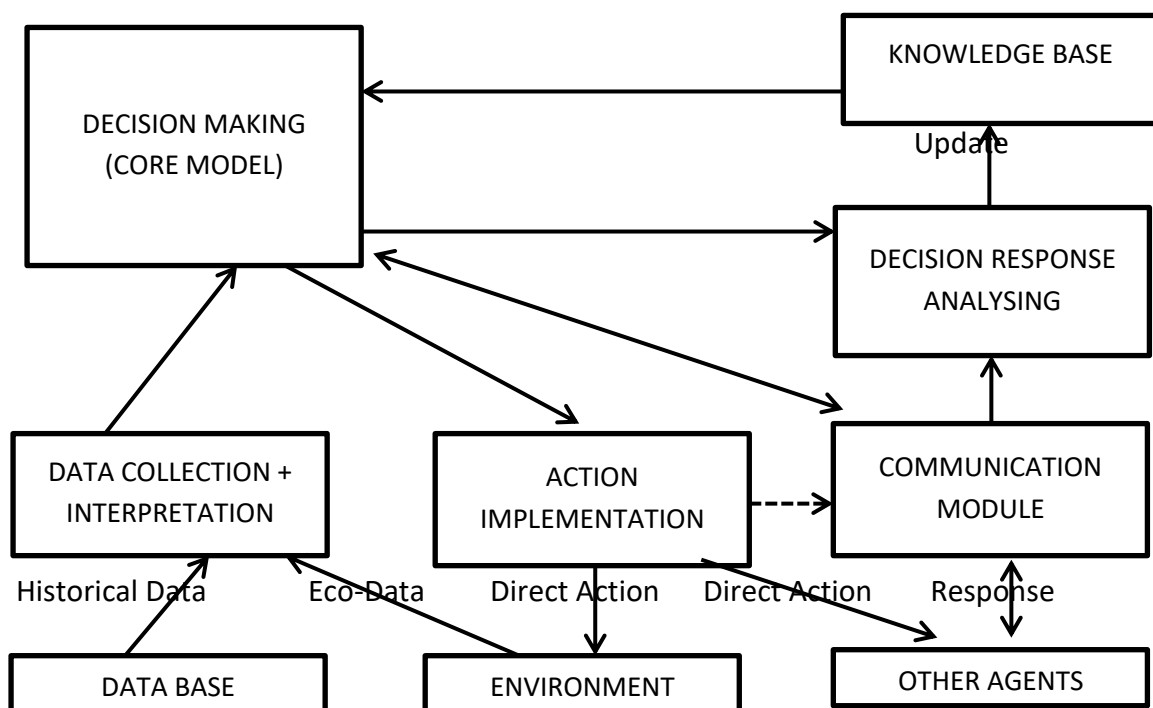 KNOWLEDGE BASE
DECISION MAKING
(CORE MODEL)
Update
DECISION RESPONSE
ANALYSING
DATA COLLECTION +
INTERPRETATION
ACTION
IMPLEMENTATION
COMMUNICATION
MODULE
Historical Data
Eco-Data
Direct Action
Direct Action
Response
DATA BASE
ENVIRONMENT
OTHER AGENTS